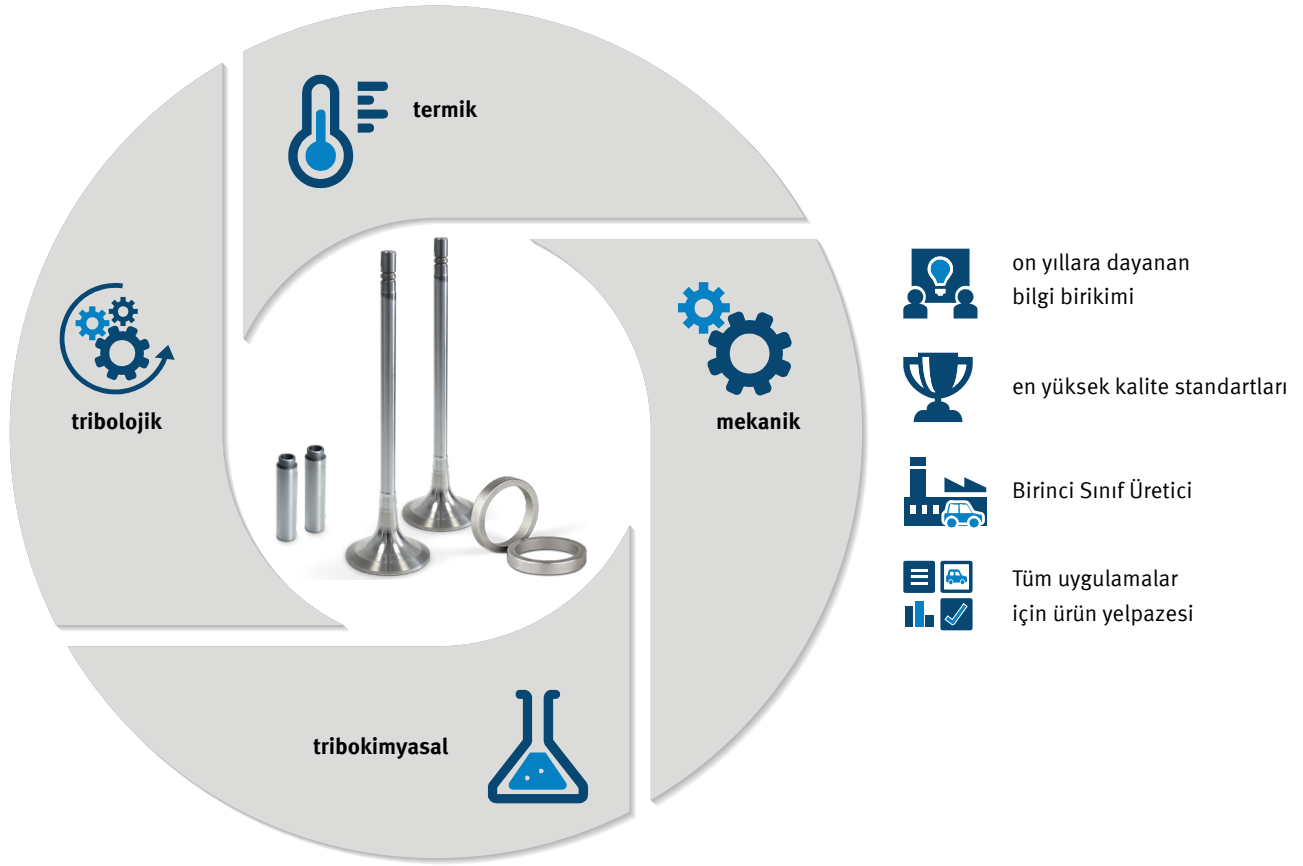 termik
tribolojik
mekanik
tribokimyasal
on yıllara dayanan
bilgi birikimi
en yüksek kalite standartları
Birinci Sınıf Üretici
Tüm uygulamalar
için ürün yelpazesi